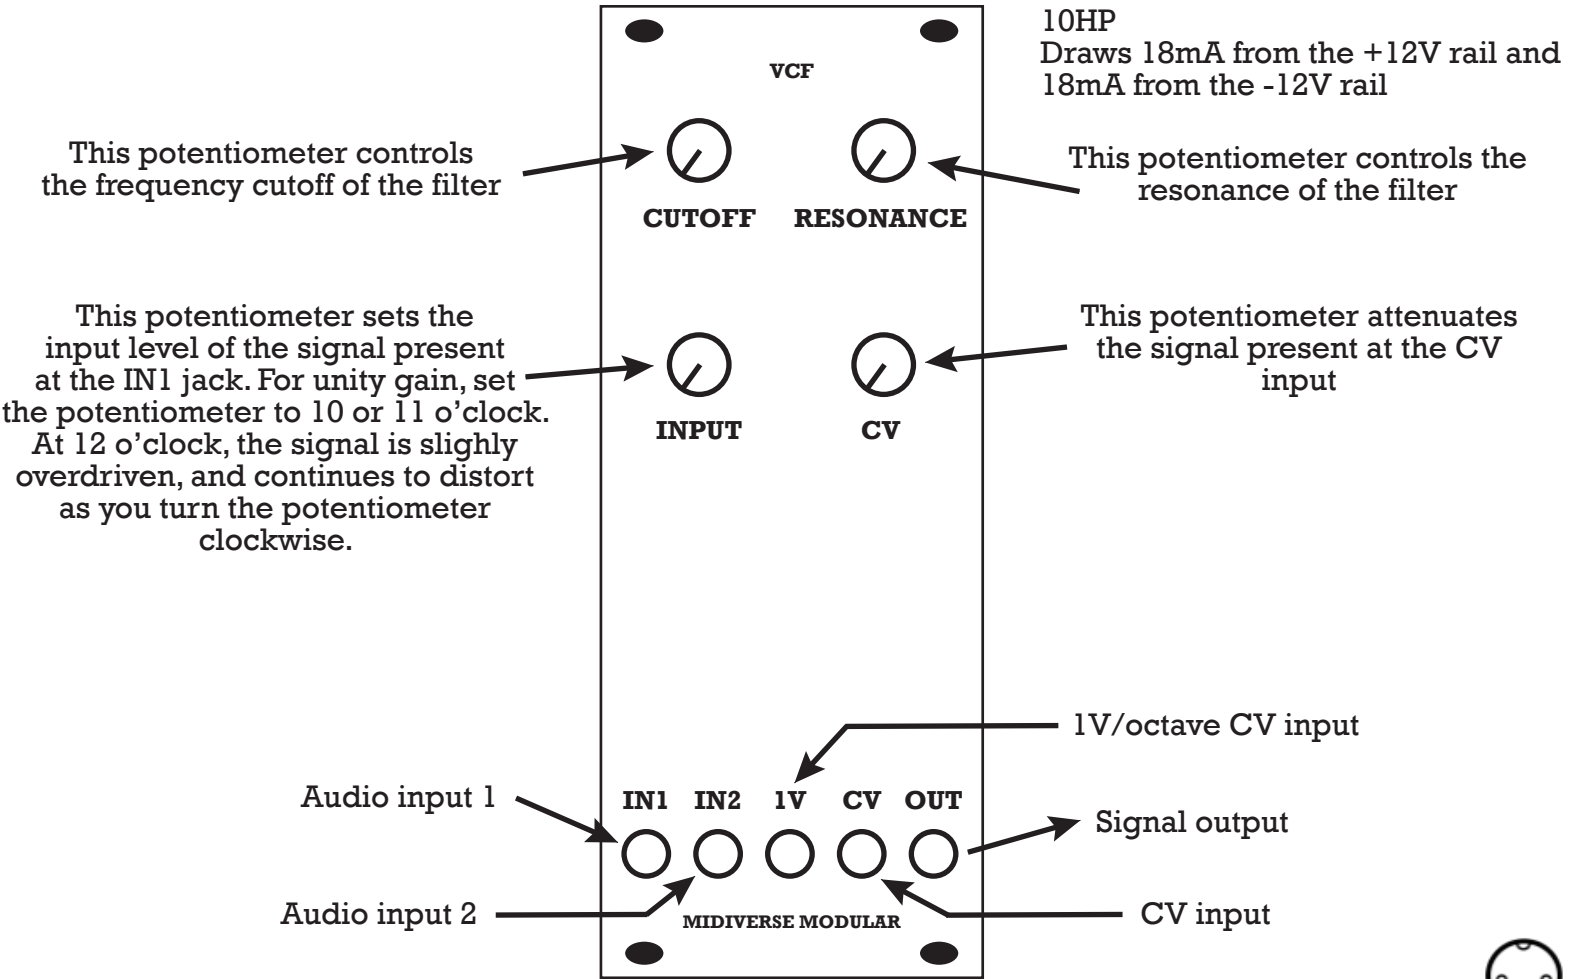 10HP
Draws 18mA from the +12V rail and
18mA from the -12V rail
VCF
This potentiometer controls
the frequency cutoff of the filter
This potentiometer controls the
resonance of the filter
CUTOFF
RESONANCE
This potentiometer sets the
input level of the signal present
at the IN1 jack. For unity gain, set
the potentiometer to 10 or 11 o'clock.
At 12 o'clock, the signal is slighly
overdriven, and continues to distort
as you turn the potentiometer
clockwise.
This potentiometer attenuates
the signal present at the CV
input
INPUT
CV
1V/octave CV input
Audio input 1
IN1 IN2 1V CV OUT
Signal output
Audio input 2
CV input
MIDIVERSE MODULAR